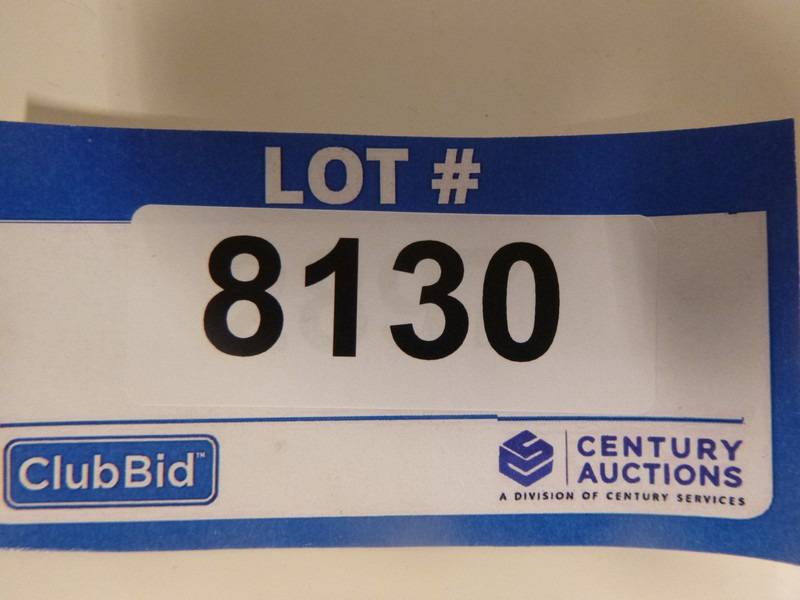 LOT #
8130
ClubBid™
CENTURY
AUCTIONS
A DIVISION OF CENTURY SERVICES